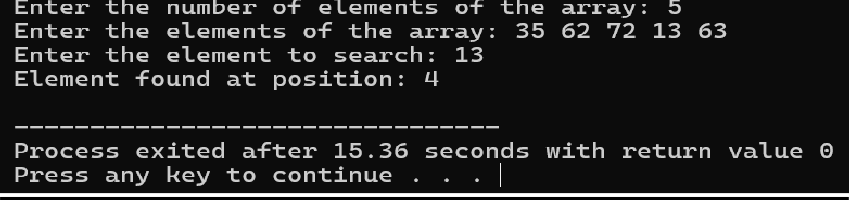 Enter the number of elements of the array: 5
Enter the elements of the array: 35 62 72 13 63
Enter the element to search: 13
Element found at position: 4
--------------------------------
Process exited after 15.36 seconds with return value 0
Press any key to continue . . .